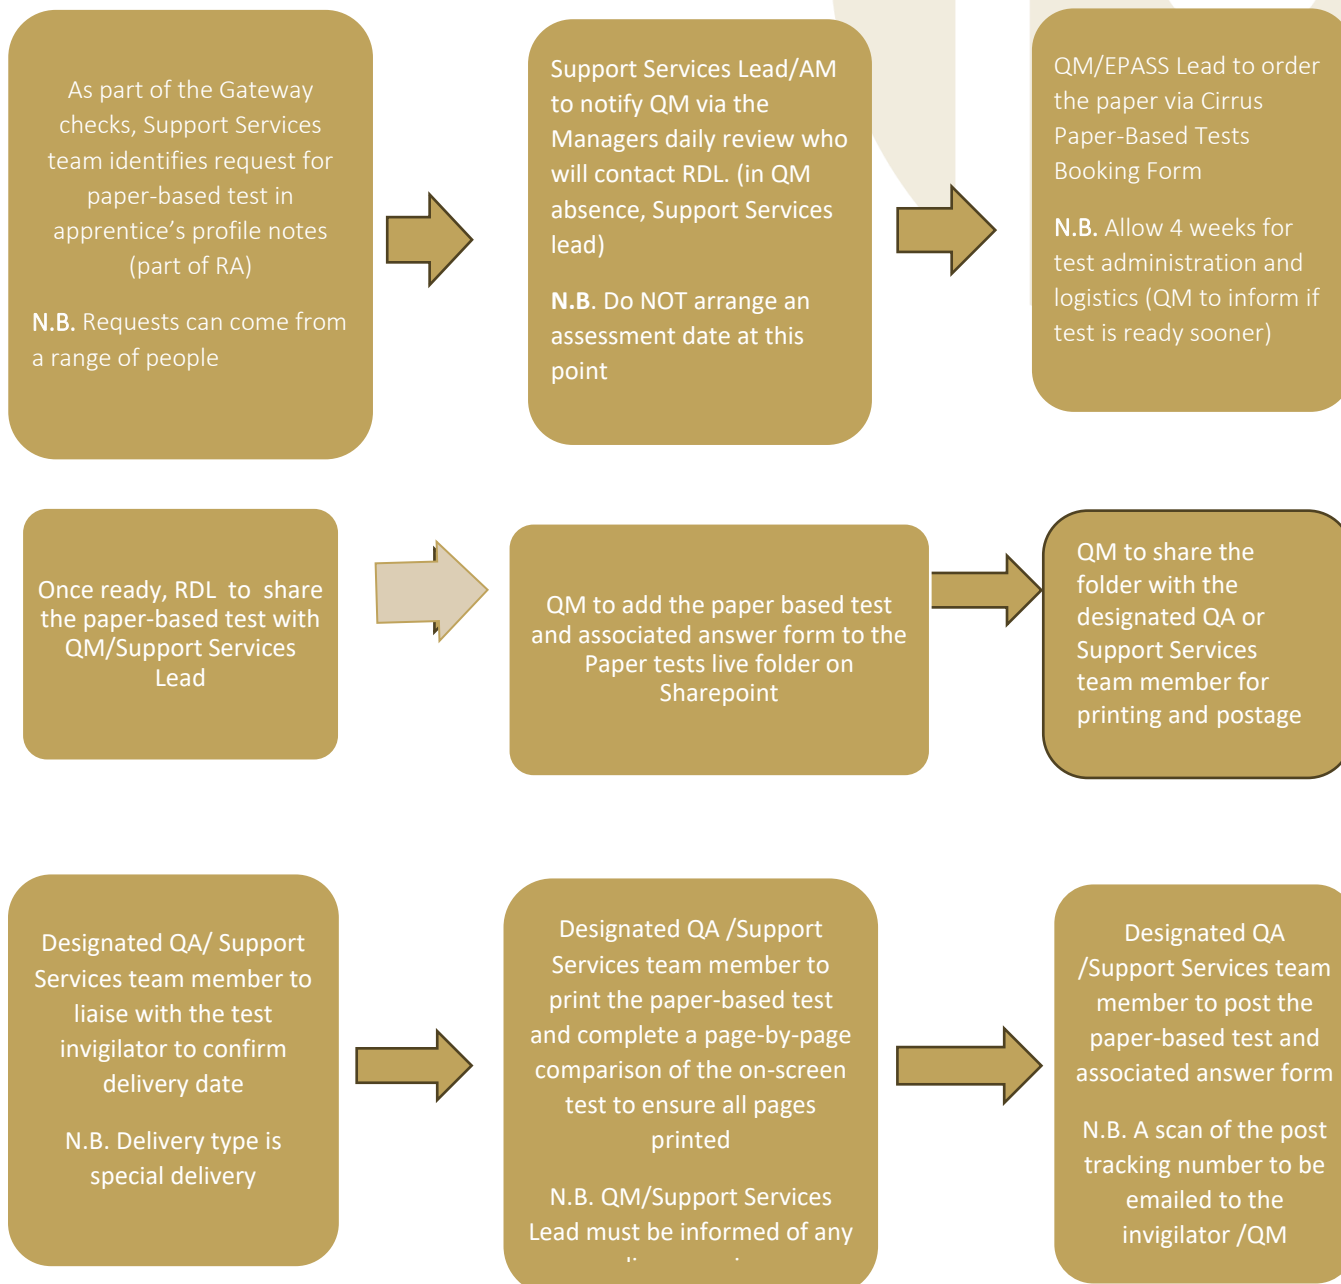 As part of the Gateway
checks, Support Services
team identifies request for
paper-based test in
apprentice's profile notes
(part of RA)
N.B. Requests can come from
a range of people
Support Services Lead/AM
to notify QM via the
Managers daily review who
will contact RDL. (in QM
absence, Support Services
lead)
N.B. Do NOT arrange an
assessment date at this
point
QM/EPASS Lead to order
the paper via Cirrus
Paper-Based Tests
Booking Form
N.B. Allow 4 weeks for
test administration and
logistics (QM to inform if
test is ready sooner)
Once ready, RDL to share
the paper-based test with
QM/Support Services
Lead
QM to add the paper based test
and associated answer form to the
Paper tests live folder on
Sharepoint
QM to share the
folder with the
designated QA or
Support Services
team member for
printing and postage
Designated QA/ Support
Services team member to
liaise with the test
invigilator to confirm
delivery date
N.B. Delivery type is
special delivery
Designated QA /Support
Services team member to
print the paper-based test
and complete a page-by-page
comparison of the on-screen
test to ensure all pages
printed
N.B. QM/Support Services
Lead must be informed of any
Designated QA
/Support Services team
member to post the
paper-based test and
associated answer form
N.B. A scan of the post
tracking number to be
emailed to the
invigilator /QM